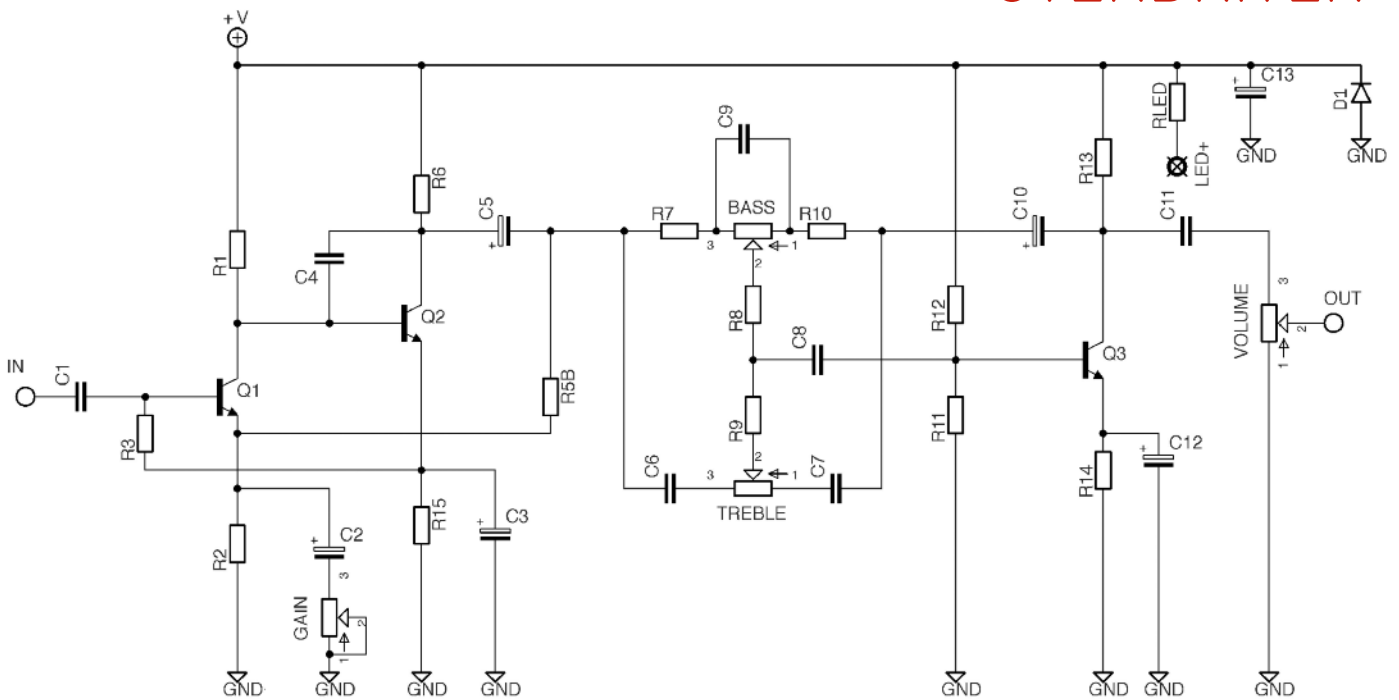 +V
C13
RLED
D1
GND
GND
LED+
R13
C9
R6
C5
R7
BASS
R10
C10
C11
3
1
2
R1
C4
Q2
R8
R12
C8
VOLUME
3
OUT
2
1
IN
C1
Q1
R5B
Q3
R3
R9
R11
2
C6
3
1
C7
TREBLE
C12
R14
R2
C2
3
R15
C3
GAIN
2
1
GND
GND
GND
GND
GND
GND
GND
GND